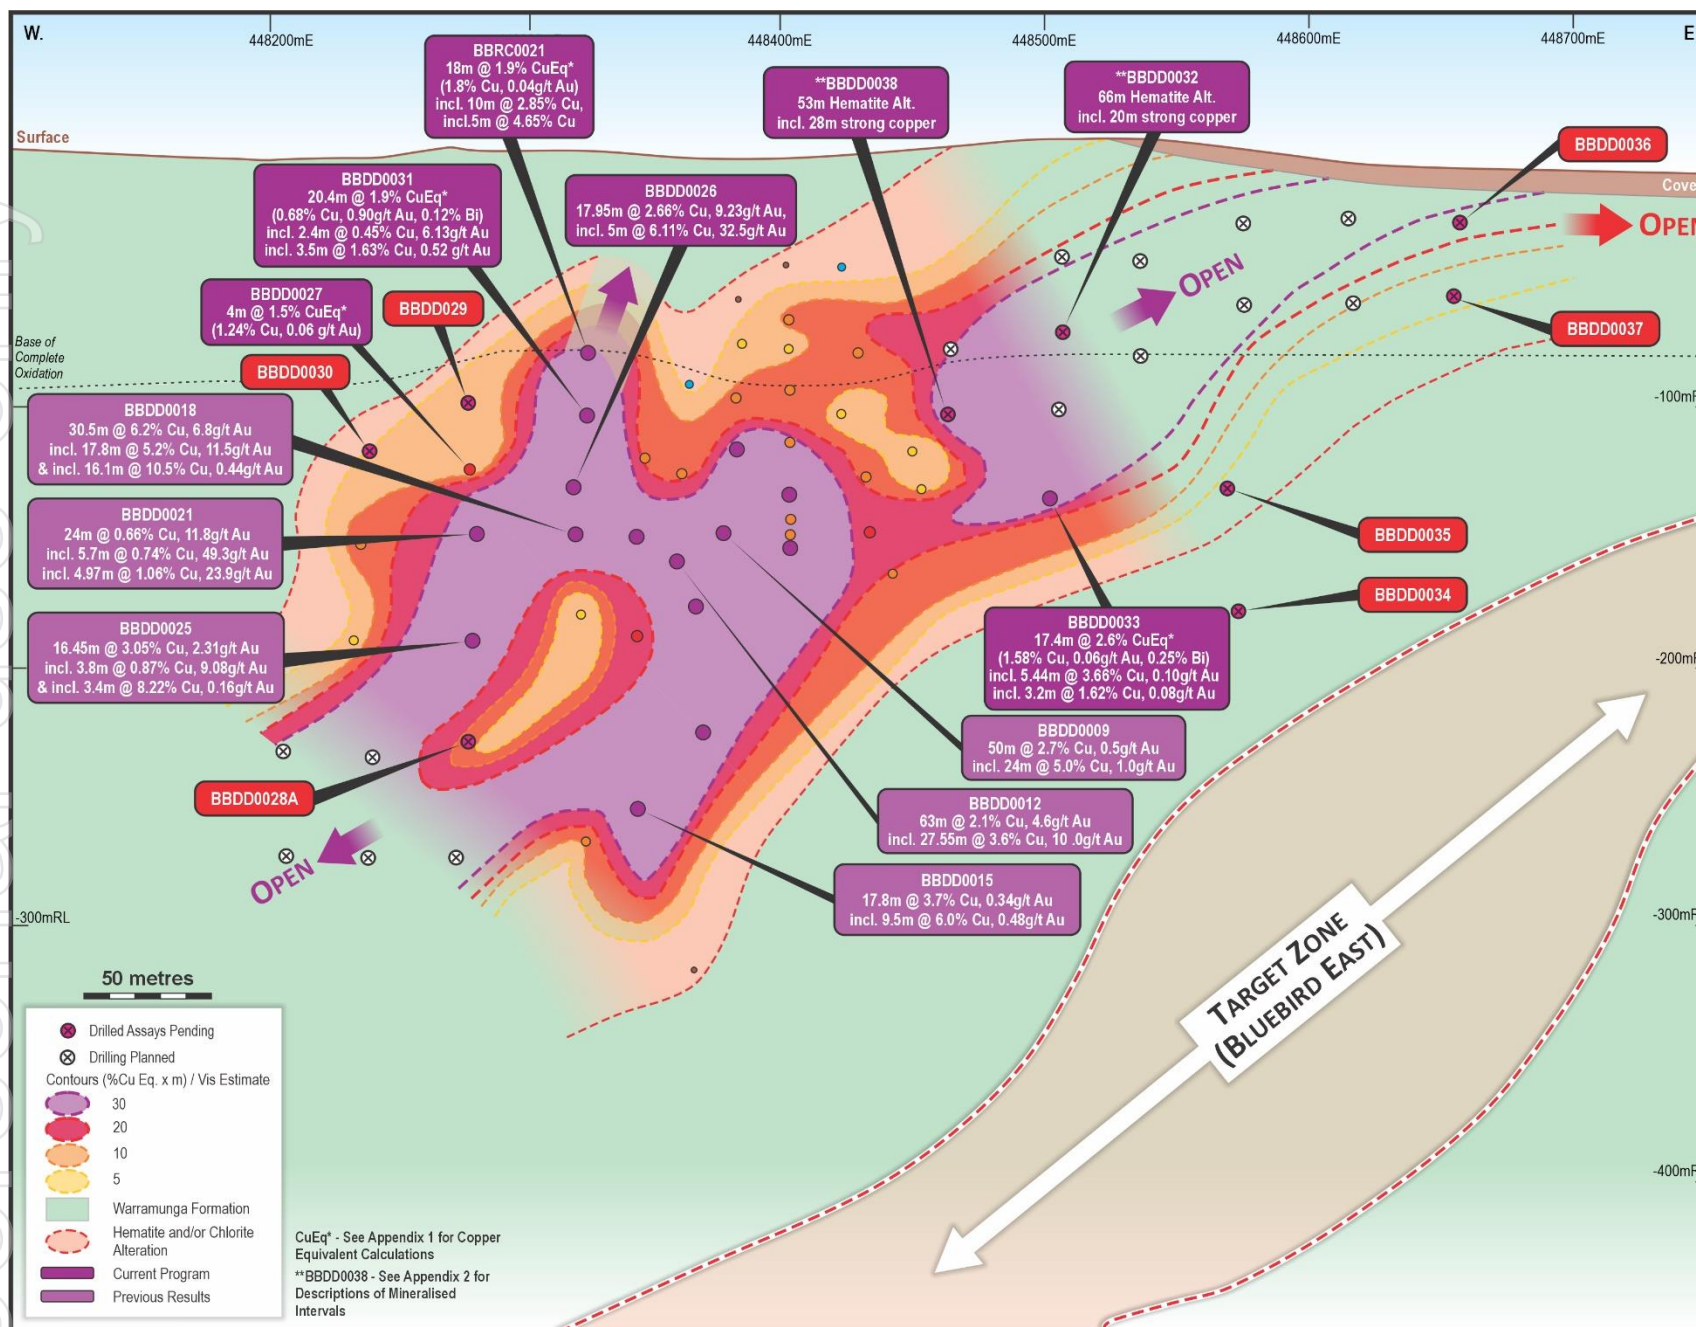 W.
448200mE
448400mE
448500mE
448600mE
448700mE
E
BBRC0021
18m @ 1.9% CuEq*
(1.8% Cu, 0.04g/t Au)
incl. 10m @ 2.85% Cu,
incl.5m @ 4.65% Cu
**BBDD0038
53m Hematite Alt.
incl. 28m strong copper
**BBDD0032
66m Hematite Alt.
incl. 20m strong copper
Surface
BBDD0036
Cove
BBDD0031
20.4m @ 1.9% CuEq*
(0.68% Cu, 0.90g/t Au, 0.12% Bi)
incl. 2.4m @ 0.45% Cu, 6.13g/t Au
incl. 3.5m @ 1.63% Cu, 0.52 g/t Au
BBDD0026
17.95m @ 2.66% Cu, 9.23g/t Au,
incl. 5m @ 6.11% Cu, 32.5g/t Au
OPEN
OPEN
BBDD0027
4m @ 1.5% CuEq*
(1.24% Cu, 0.06 g/t Au)
BBDD029
BBDD0037
Base of
Complete
Oxidation
BBDD0030
-100mR
BBDD0018
30.5m @ 6.2% Cu, 6.8g/t Au
incl. 17.8m @ 5.2% Cu, 11.5g/t Au
& incl. 16.1m @ 10.5% Cu, 0.44g/t Au
BBDD0021
24m @ 0.66% Cu, 11.8g/t Au
incl. 5.7m @ 0.74% Cu, 49.3g/t Au
incl. 4.97m @ 1.06% Cu, 23.9g/t Au
BBDD0035
BBDD0034
BBDD0025
16.45m @ 3.05% Cu, 2.31g/t Au
incl. 3.8m @ 0.87% Cu, 9.08g/t Au
& incl. 3.4m @ 8.22% Cu, 0.16g/t Au
BBDD0033
17.4m @ 2.6% CuEq*
(1.58% Cu, 0.06g/t Au, 0.25% Bi)
incl. 5.44m @ 3.66% Cu, 0.10g/t Au
incl. 3.2m @ 1.62% Cu, 0.08g/t Au
-200mR
BBDD0009
50m @ 2.7% Cu, 0.5g/t Au
incl. 24m @ 5.0% Cu, 1.0g/t Au
BBDD0028A
BBDD0012
63m @ 2.1% Cu, 4.6g/t Au
incl. 27.55m @ 3.6% Cu, 10 .0g/t Au
OPEN
BBDD0015
17.8m @ 3.7% Cu, 0.34g/t Au
incl. 9.5m @ 6.0% Cu, 0.48g/t Au
-300mRL
-300mR
TARGET ZONE
(BLUEBIRD EAST)
50 metres
Drilled Assays Pending
Drilling Planned
Contours (%Cu Eq. x m) / Vis Estimate
30
20
10
5
Warramunga Formation
Hematite and/or Chlorite
Alteration
Current Program
Previous Results
-400mR
CuEq* - See Appendix 1 for Copper
Equivalent Calculations
**BBDD0038 - See Appendix 2 for
Descriptions of Mineralised
Intervals